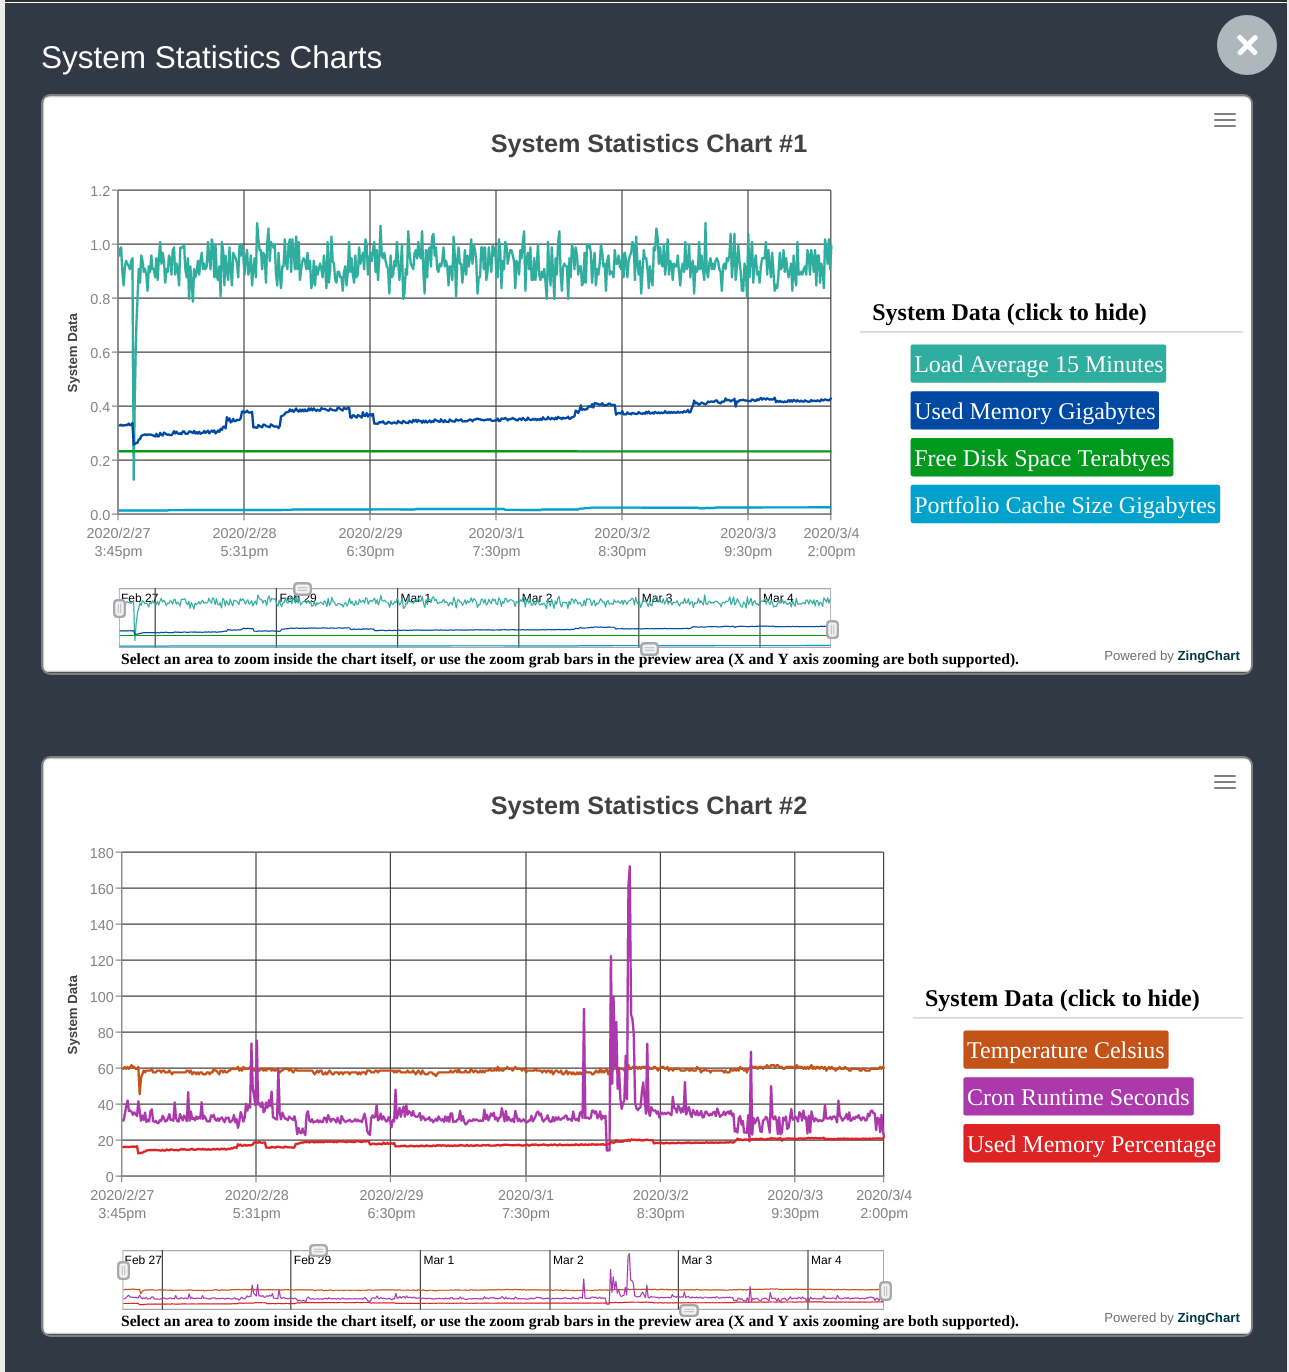 System Statistics Charts
System Statistics Chart #1
System Data
1.2
1.0
0.8
0.6
0.4
0.2
0.0
2020/2/27 3:45pm
2020/2/28 5:31pm
2020/2/29 6:30pm
2020/3/1 7:30pm
2020/3/2 8:30pm
2020/3/3 9:30pm
2020/3/4 2:00pm
System Data (click to hide)
Load Average 15 Minutes
Used Memory Gigabytes
Free Disk Space Terabtyes
Portfolio Cache Size Gigabytes
Feb 27
Feb 29
Mar 1
Mar 2
Mar 3
Mar 4
Select an area to zoom inside the chart itself, or use the zoom grab bars in the preview area (X and Y axis zooming are both supported).
Powered by ZingChart
System Statistics Chart #2
System Data
180
160
140
120
100
80
60
40
20
0
2020/2/27 3:45pm
2020/2/28 5:31pm
2020/2/29 6:30pm
2020/3/1 7:30pm
2020/3/2 8:30pm
2020/3/3 9:30pm
2020/3/4 2:00pm
System Data (click to hide)
Temperature Celsius
Cron Runtime Seconds
Used Memory Percentage
Feb 27
Feb 29
Mar 1
Mar 2
Mar 3
Mar 4
Select an area to zoom inside the chart itself, or use the zoom grab bars in the preview area (X and Y axis zooming are both supported).
Powered by ZingChart